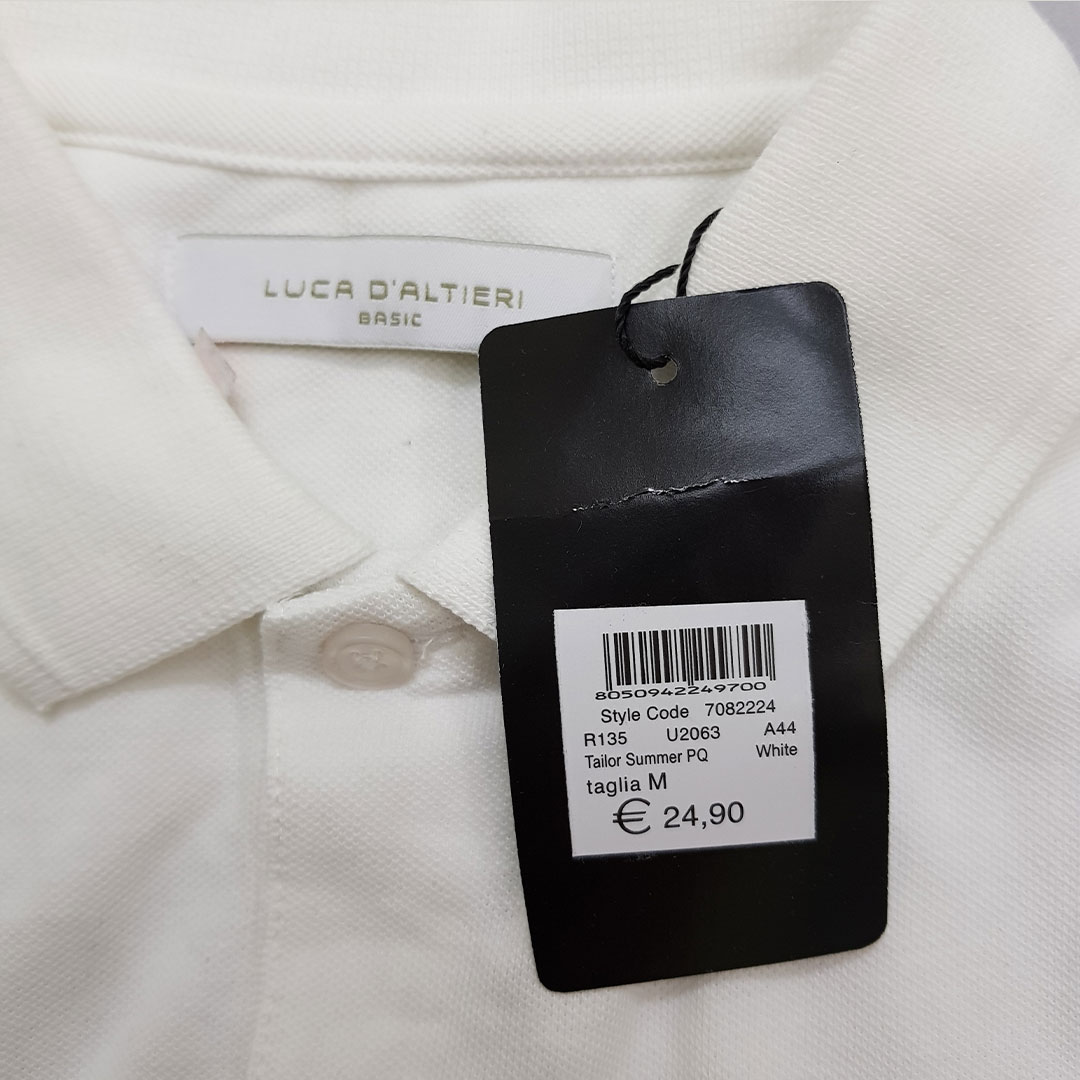 LUCA D'ALTIERI
BASIC
8050942249700
Style Code 7082224
R135 U2063 A44
Tailor Summer PQ White
taglia M
€ 24,90